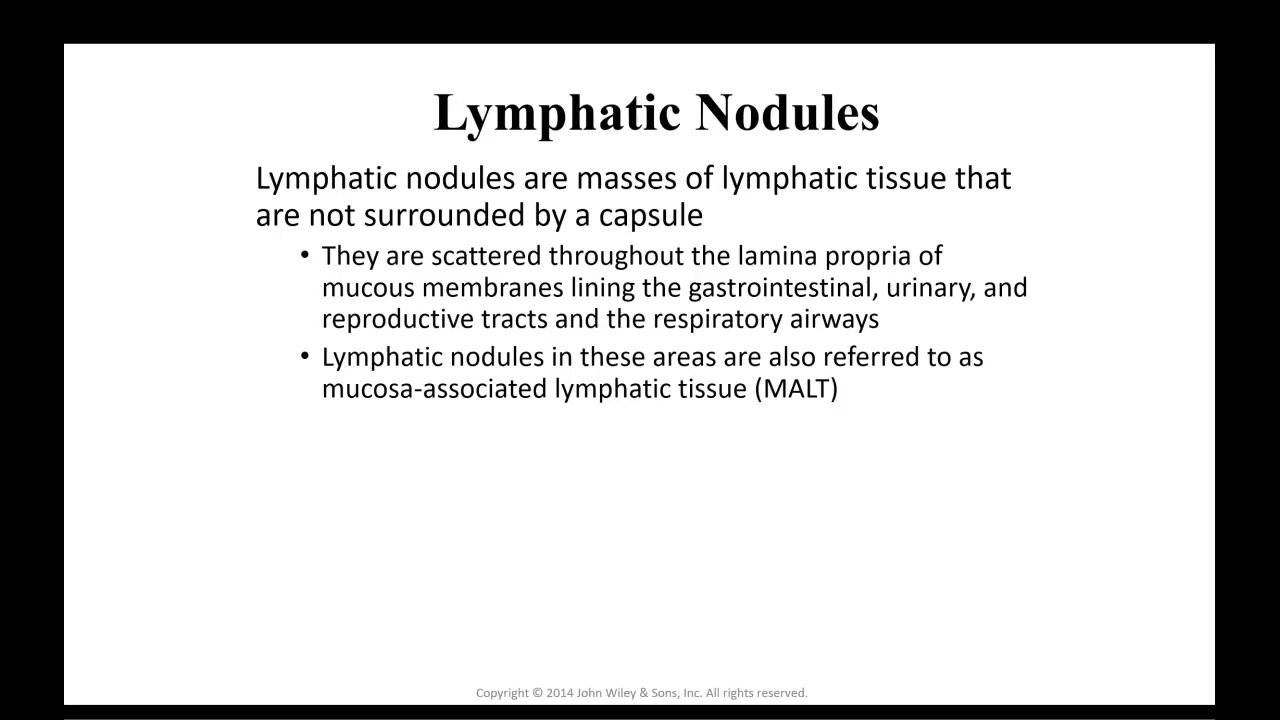 Lymphatic Nodules
Lymphatic nodules are masses of lymphatic tissue that
are not surrounded by a capsule
• They are scattered throughout the lamina propria of
mucous membranes lining the gastrointestinal, urinary, and
reproductive tracts and the respiratory airways
• Lymphatic nodules in these areas are also referred to as
mucosa-associated lymphatic tissue (MALT)
Copyright © 2014 John Wiley & Sons, Inc. All rights reserved.